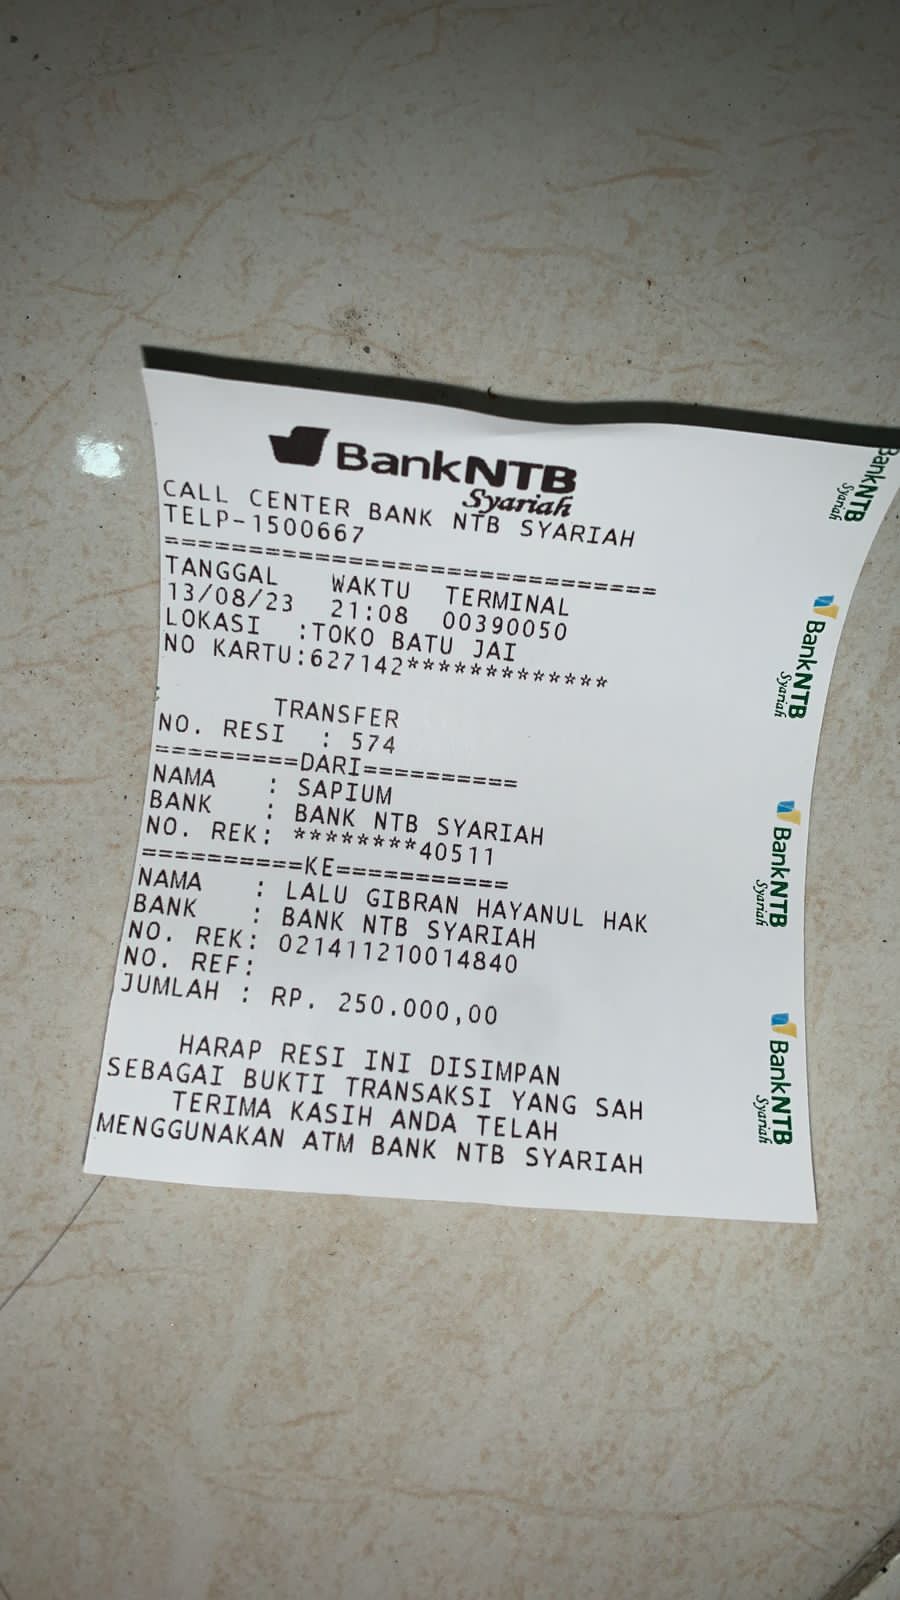 BankNTB
Syariah
CALL CENTER BANK NTB SYARIAH
TELP-1500667
==============================
TANGGAL WAKTU TERMINAL
13/08/23 21:08 00390050
LOKASI :TOKO BATU JAI
NO KARTU:627142*************
TRANSFER
NO. RESI : 574
=========DARI==========
NAMA : SAPIUM
BANK : BANK NTB SYARIAH
NO. REK: ********40511
==========KE===========
NAMA : LALU GIBRAN HAYANUL HAK
BANK : BANK NTB SYARIAH
NO. REK: 021411210014840
NO. REF:
JUMLAH : RP. 250.000,00
HARAP RESI INI DISIMPAN
SEBAGAI BUKTI TRANSAKSI YANG SAH
TERIMA KASIH ANDA TELAH
MENGGUNAKAN ATM BANK NTB SYARIAH
BankNTB
Syariah
BankNTB
Syariah
BankNTB
Syariah
BankNTB
Syariah